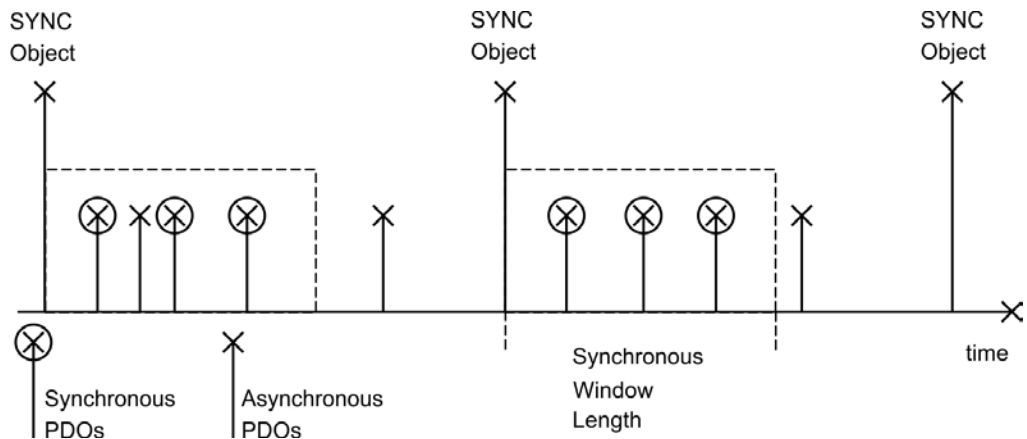 SYNC
Object
SYNC
Object
SYNC
Object
Synchronous
PDOs
Asynchronous
PDOs
Synchronous
Window
Length
time